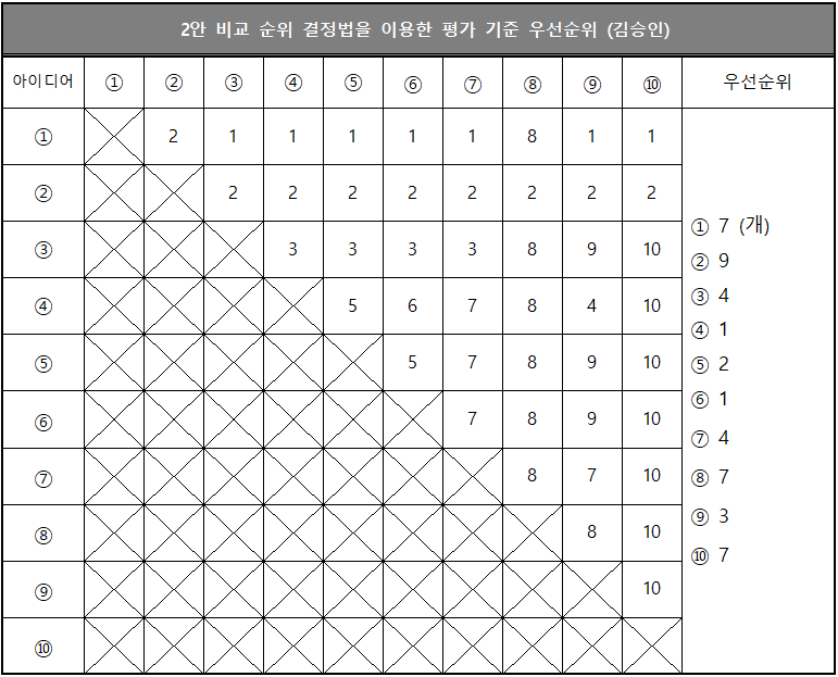 2안 비교 순위 결정법을 이용한 평가 기준 우선순위 (김승인)
아이디어 ① ② ③ ④ ⑤ ⑥ ⑦ ⑧ ⑨ ⑩ 우선순위
① 2 1 1 1 1 1 8 1 1
② 2 2 2 2 2 2 2 2
③ 3 3 3 3 8 9 10
④ 5 6 7 8 4 10
⑤ 5 7 8 9 10
⑥ 7 8 9 10
⑦ 8 7 10
⑧ 8 10
⑨ 10
⑩
① 7 (개)
② 9
③ 4
④ 1
⑤ 2
⑥ 1
⑦ 4
⑧ 7
⑨ 3
⑩ 7